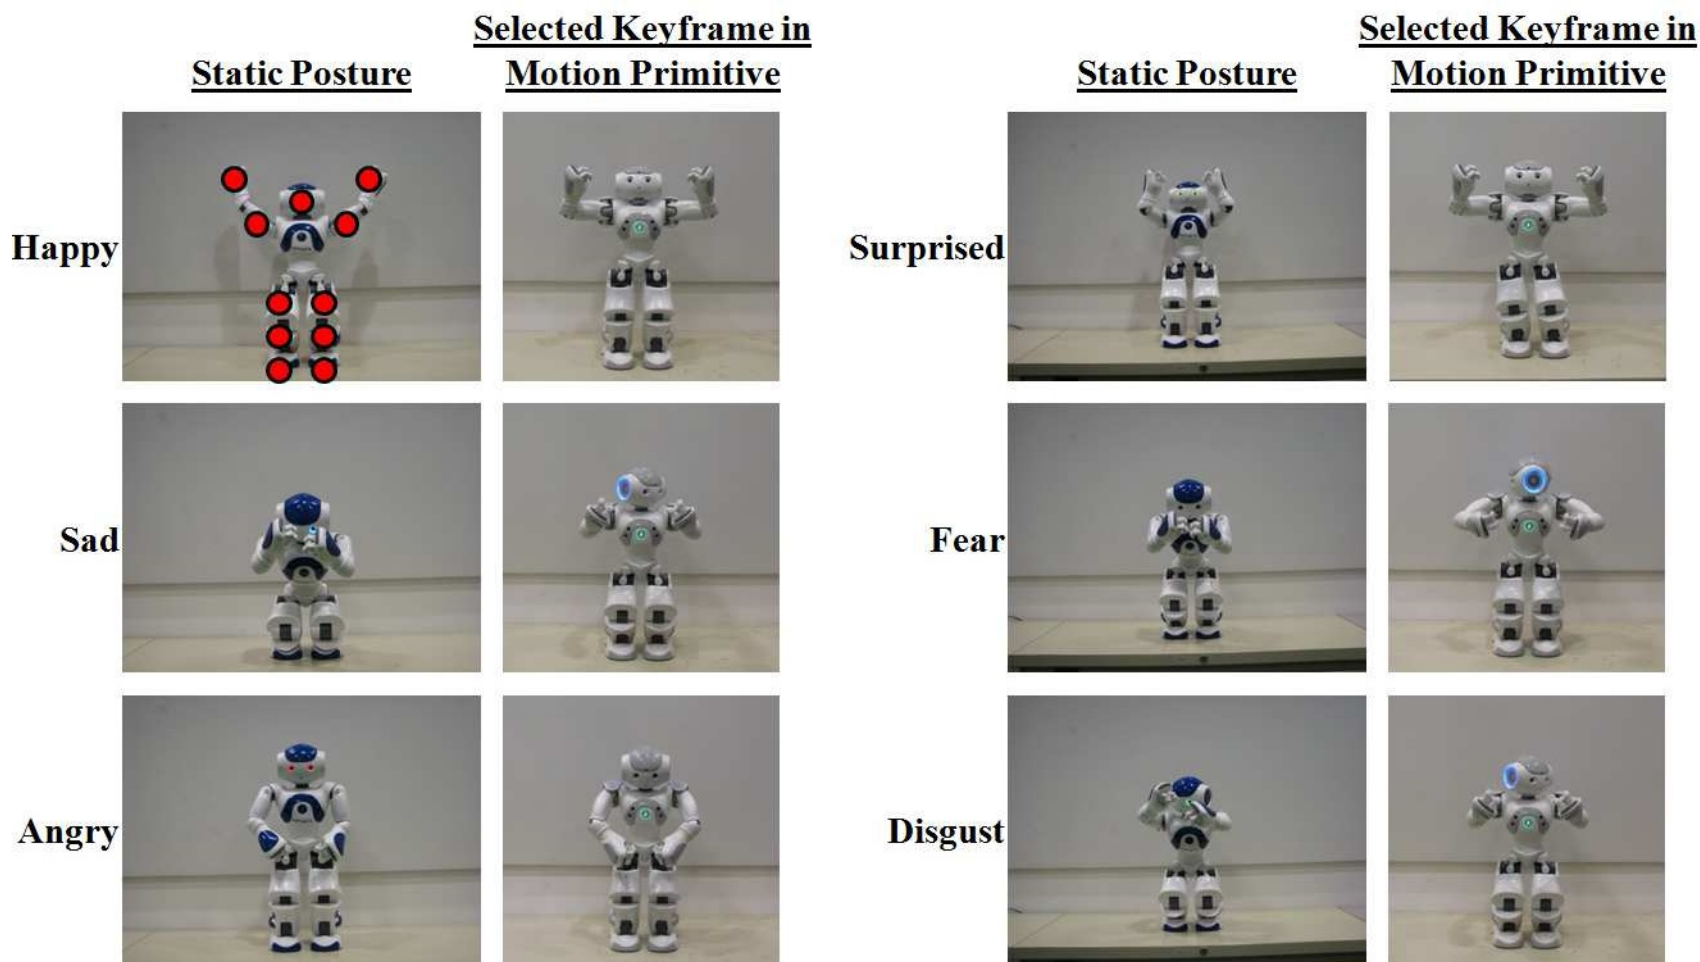 Static Posture
Selected Keyframe in
Motion Primitive
Static Posture
Selected Keyframe in
Motion Primitive
Happy
Surprised
Sad
Fear
Angry
Disgust